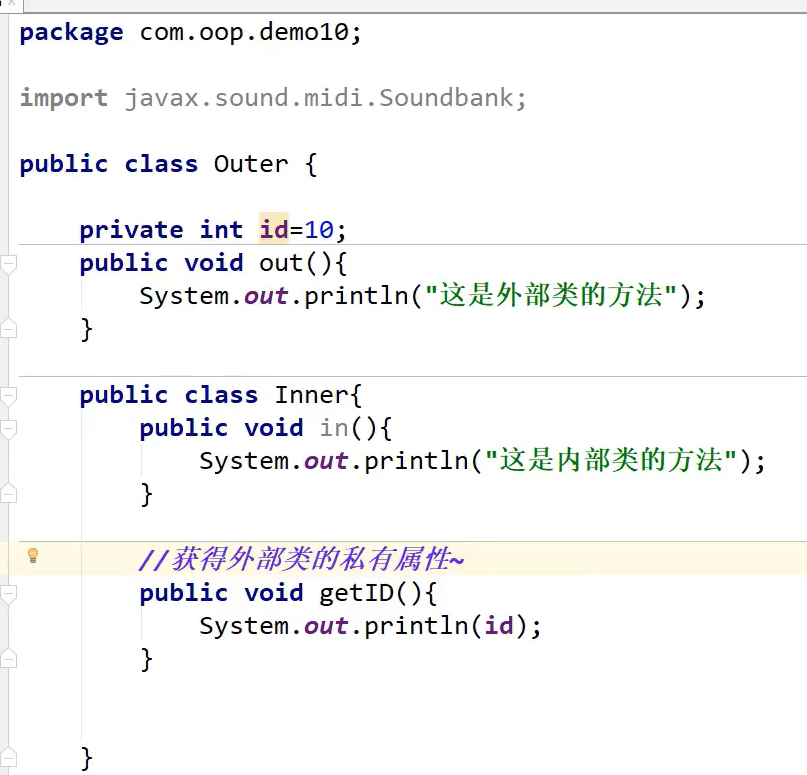 package com.oop.demo10;
import javax.sound.midi.Soundbank;
public class Outer {
private int id=10;
public void out(){
System.out.println("这是外部类的方法");
}
public class Inner{
public void in(){
System.out.println("这是内部类的方法");
}
//获得外部类的私有属性~
public void getID(){
System.out.println(id);
}
}